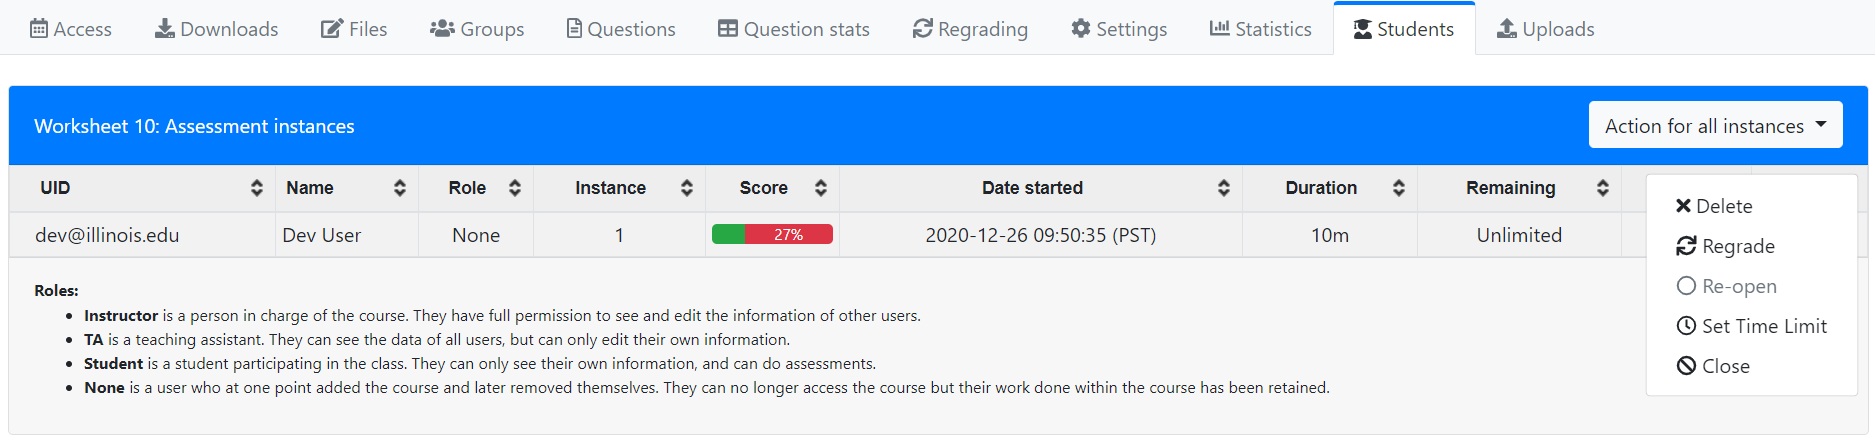 Access Downloads Files Groups Questions Question stats Regrading Settings Statistics Students Uploads
Worksheet 10: Assessment instances
Action for all instances
UID Name Role Instance Score Date started Duration Remaining
dev@illinois.edu Dev User None 1 27% 2020-12-26 09:50:35 (PST) 10m Unlimited
Delete
Regrade
Re-open
Set Time Limit
Close
Roles:
Instructor is a person in charge of the course. They have full permission to see and edit the information of other users.
TA is a teaching assistant. They can see the data of all users, but can only edit their own information.
Student is a student participating in the class. They can only see their own information, and can do assessments.
None is a user who at one point added the course and later removed themselves. They can no longer access the course but their work done within the course has been retained.